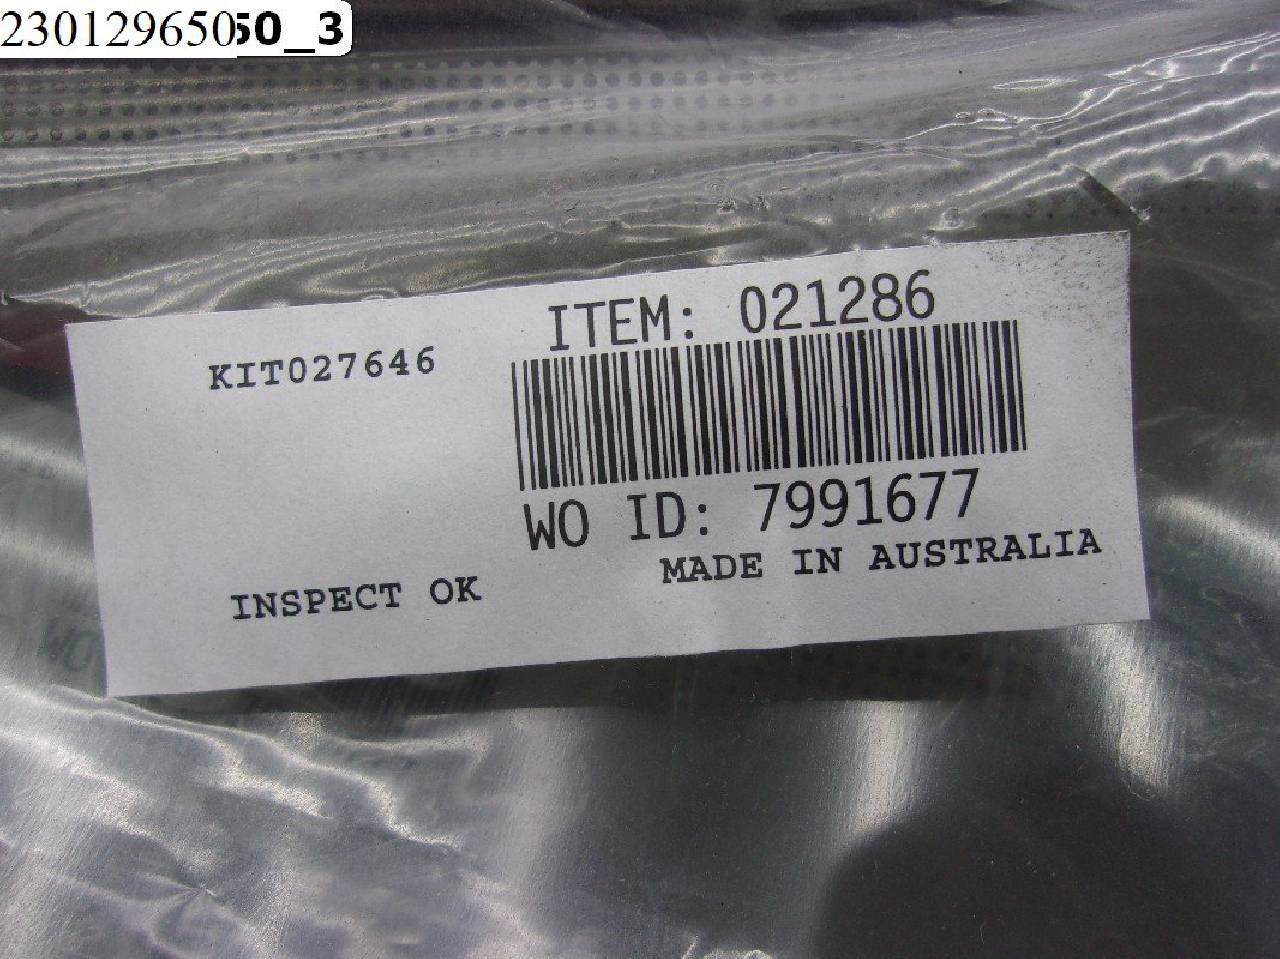 23012965050_3
KIT027646
ITEM: 021286
WO ID: 7991677
MADE IN AUSTRALIA
INSPECT OK